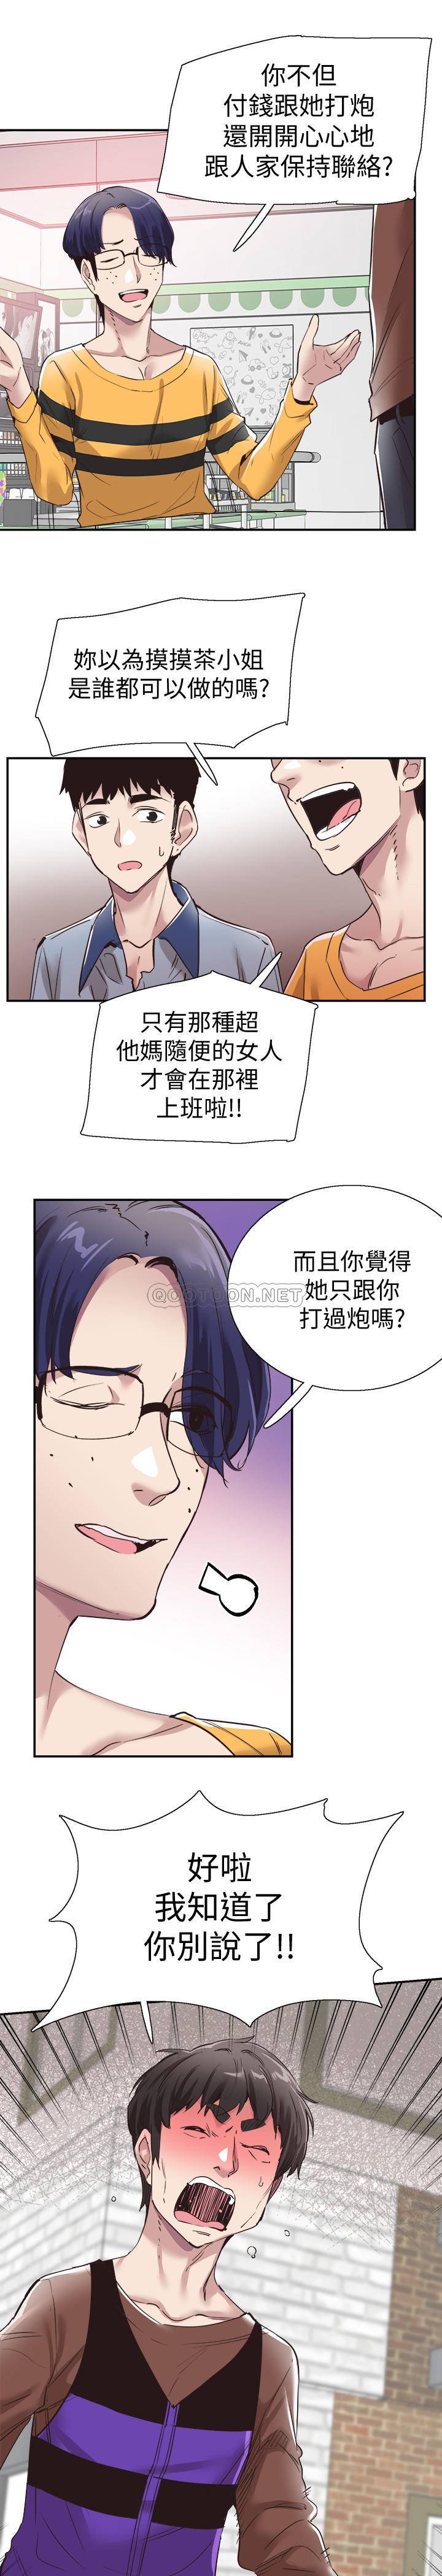 你不但
付錢跟她打炮
還開開心心地
跟人家保持聯絡?
妳以為摸摸茶小姐
是誰都可以做的嗎?
只有那種超
他媽隨便的女人
才會在那裡
上班啦!!
而且你覺得
她只跟你
打過炮嗎?
QOOTOON.NET
好啦
我知道了
你別說了!!